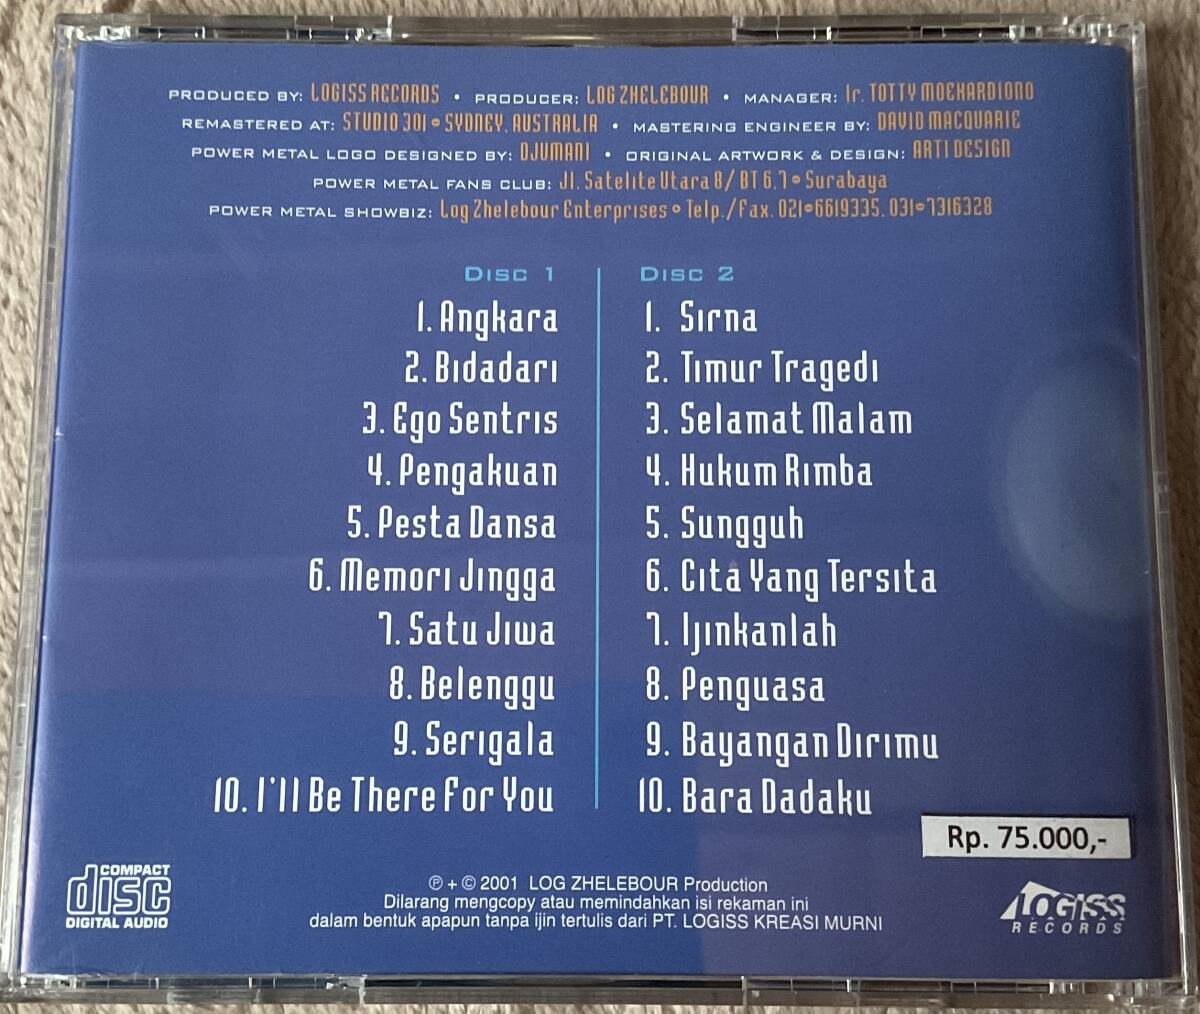 PRODUCED BY: LOGISS RECORDS • PRODUCER: LOG ZHELEBOUR • MANAGER: Ir. TOTTY MOEKARDIONO
REMASTERED AT: STUDIO 301 • SYDNEY, AUSTRALIA • MASTERING ENGINEER BY: DAVID MACQUARIE
POWER METAL LOGO DESIGNED BY: DJUMANI • ORIGINAL ARTWORK & DESIGN: ARTI DESIGN
POWER METAL FANS CLUB: Jl. Satelite Utara 8/ BT 6,7 • Surabaya
POWER METAL SHOWBIZ: Log Zhelebour Enterprises • Telp./Fax. 021•6619335, 031•7316328
DISC 1
1. Angkara
2. Bidadari
3. Ego Sentris
4. Pengakuan
5. Pesta Dansa
6. Memori Jingga
7. Satu Jiwa
8. Belenggu
9. Serigala
10. I'll Be There For You
DISC 2
1. Sirna
2. Timur Tragedi
3. Selamat Malam
4. Hukum Rimba
5. Sungguh
6. Cita Yang Tersita
7. Ijinkanlah
8. Penguasa
9. Bayangan Dirimu
10. Bara Dadaku
Rp. 75.000,-
COMPACT
disc
DIGITAL AUDIO
℗ + © 2001 LOG ZHELEBOUR Production
Dilarang mengcopy atau memindahkan isi rekaman ini
dalam bentuk apapun tanpa ijin tertulis dari PT. LOGISS KREASI MURNI
LOGISS
RECORDS